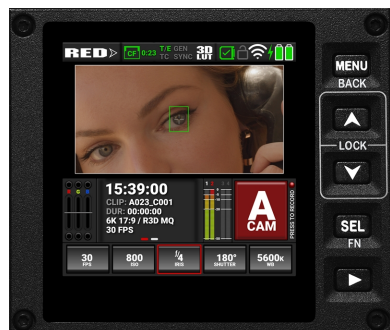 RED
CF 0:23
T/E GEN
TC SYNC
3D
LUT
MENU
BACK
LOCK
SEL
FN
15:39:00
CLIP: A023_C001
DUR: 00:00:00
6K 17:9 / R3D MQ
30 FPS
A
CAM
PRESS TO RECORD
30
FPS
800
ISO
¼
IRIS
180°
SHUTTER
5600K
WB